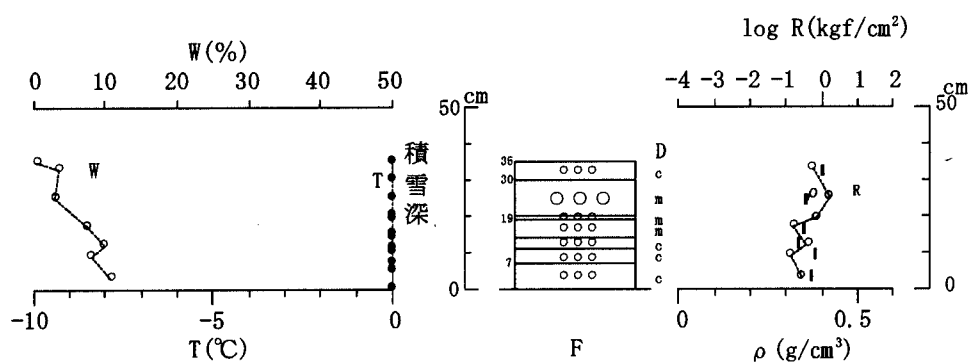 W(%)
0 10 20 30 40 50
cm
50
W
T
積雪深
0
-10 -5 0
T(℃)
D
36
30
19
7
c
m
m
m
c
c
c
F
log R(kgf/cm²)
-4 -3 -2 -1 0 1 2
cm
50
ρ
R
0
0 0.5
ρ (g/cm³)